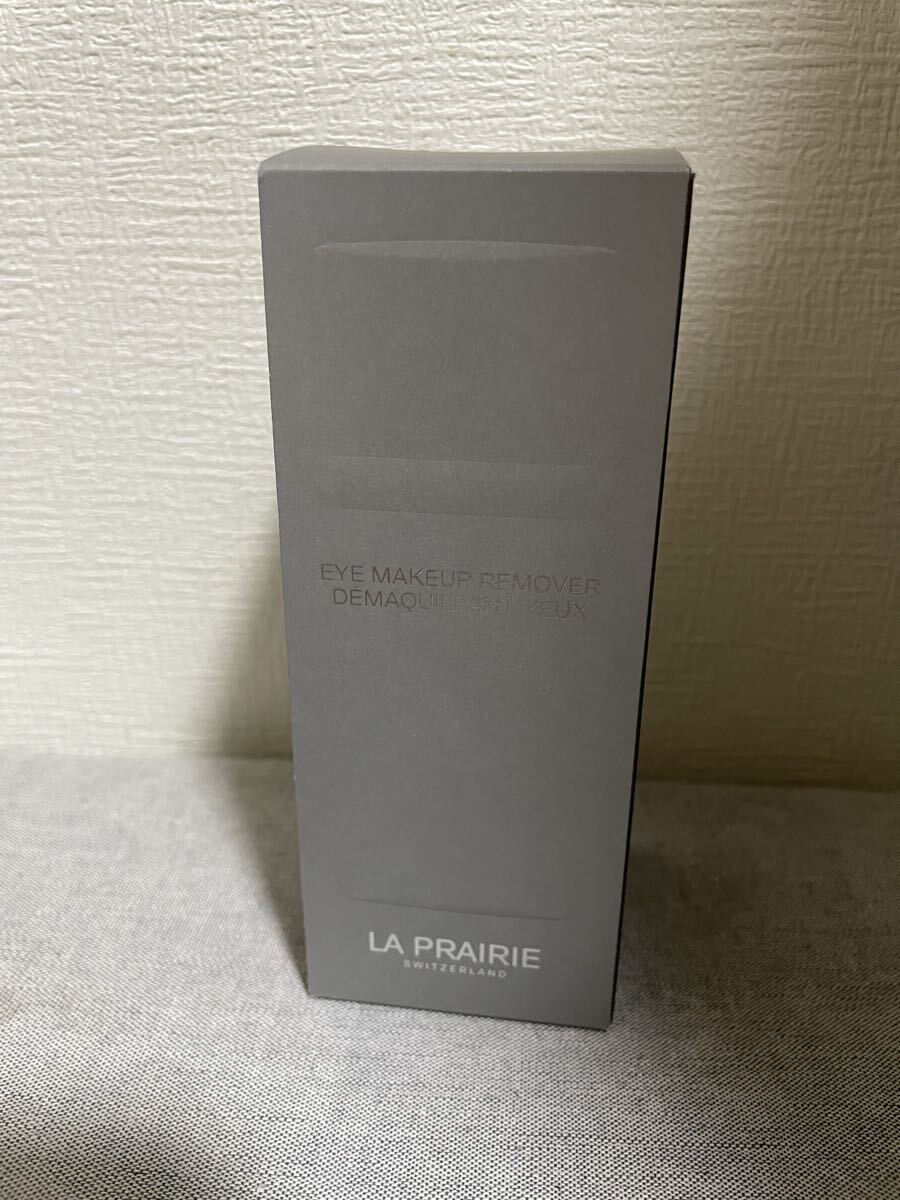 EYE MAKEUP REMOVER
DÉMAQUILLANT YEUX
LA PRAIRIE
SWITZERLAND